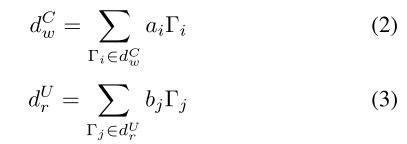 d_w^C = \sum_{\Gamma_i \in d_w^C} a_i \Gamma_i (2)
d_r^U = \sum_{\Gamma_j \in d_r^U} b_j \Gamma_j (3)